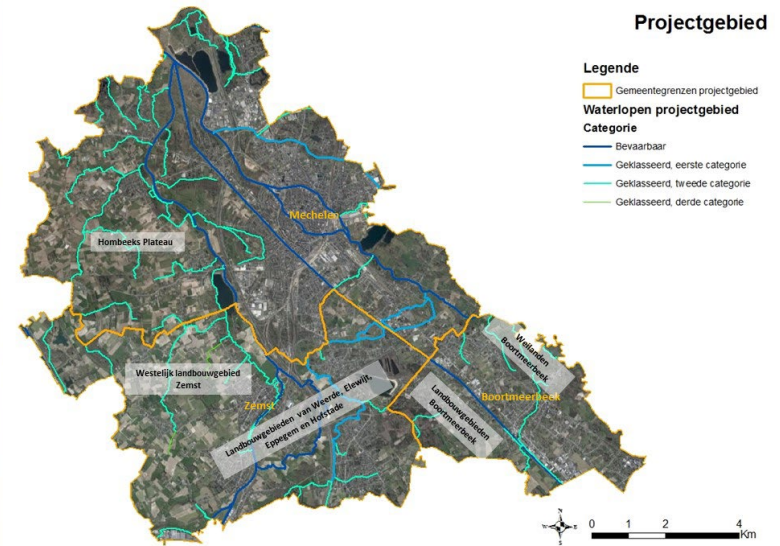 Projectgebied
Legende
Gemeentegrenzen projectgebied
Waterlopen projectgebied
Categorie
Bevaarbaar
Geklasseerd, eerste categorie
Geklasseerd, tweede categorie
Geklasseerd, derde categorie
Mechelen
Hombeeks Plateau
Westelijk landbouwgebied
Zemst
Zemst
Landbouwgebieden van Weerde, Elewijt,
Eppegem en Hofstade
Weilanden
Boortmeerbeek
Boortmeerbeek
Landbouwgebieden
Boortmeerbeek
N
W E
S
0 1 2 4
Km